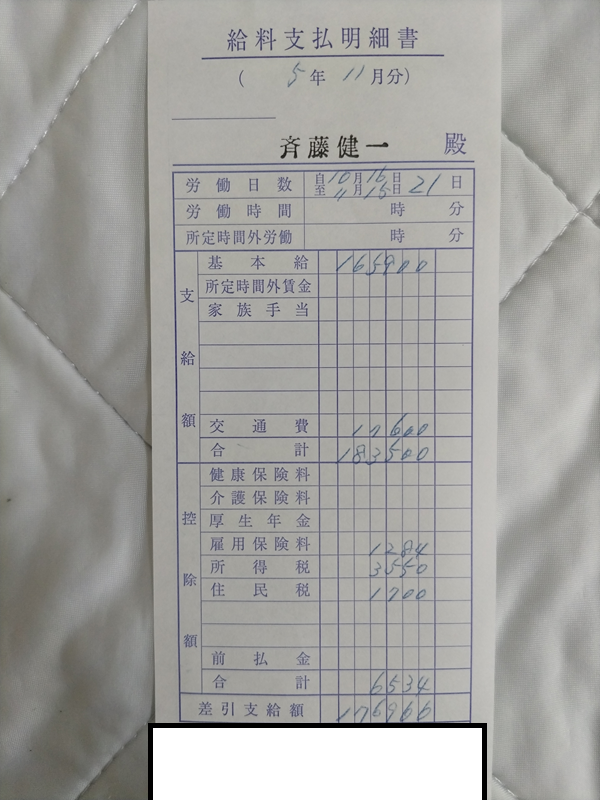 給料支払明細書
( 5年 11月分)
斉藤健一 殿
労働日数 自10月16日 至11月15日 21日
労働時間 時 分
所定時間外労働 時 分
支給額
基本給 165900
所定時間外賃金
家族手当
交通費 17600
合計 183500
控除額
健康保険料
介護保険料
厚生年金
雇用保険料 1284
所得税 3550
住民税 1700
前払金
合計 6534
差引支給額 176966